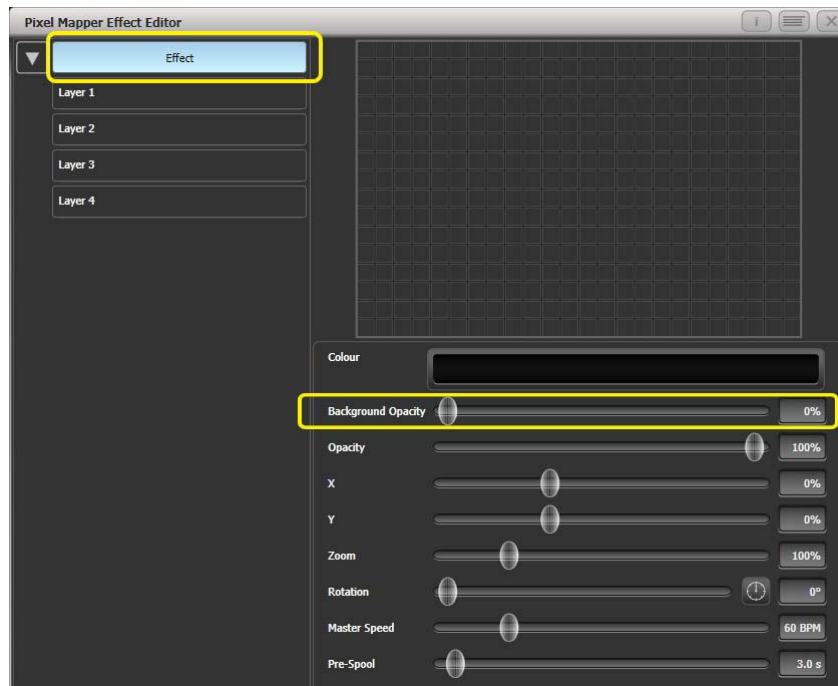 Pixel Mapper Effect Editor
i
Effect
Layer 1
Layer 2
Layer 3
Layer 4
Colour
Background Opacity 0%
Opacity 100%
X 0%
Y 0%
Zoom 100%
Rotation 0°
Master Speed 60 BPM
Pre-Spool 3.0 s